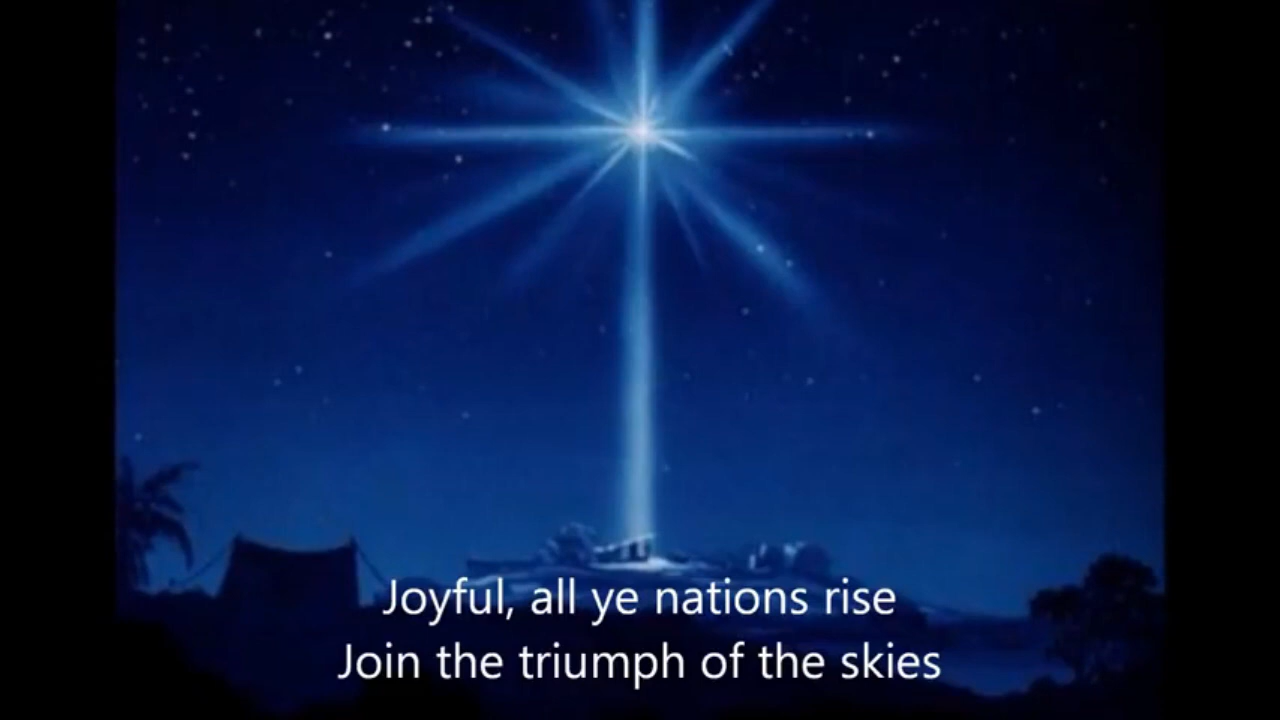 Joyful, all ye nations rise
Join the triumph of the skies